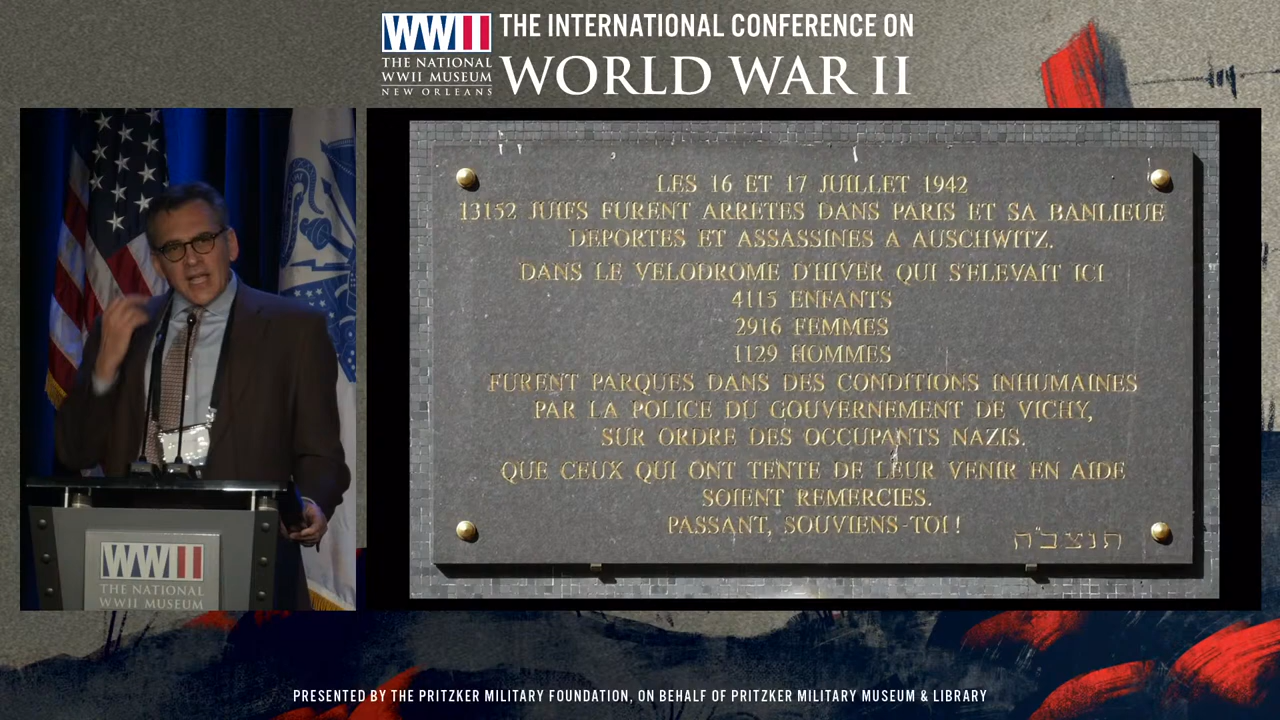 WWII
THE NATIONAL
WWII MUSEUM
NEW ORLEANS
THE INTERNATIONAL CONFERENCE ON
WORLD WAR II
LES 16 ET 17 JUILLET 1942
13152 JUIFS FURENT ARRETES DANS PARIS ET SA BANLIEUE
DEPORTES ET ASSASSINES A AUSCHWITZ.
DANS LE VELODROME D'HIVER QUI S'ELEVAIT ICI
4115 ENFANTS
2916 FEMMES
1129 HOMMES
FURENT PARQUES DANS DES CONDITIONS INHUMAINES
PAR LA POLICE DU GOUVERNEMENT DE VICHY,
SUR ORDRE DES OCCUPANTS NAZIS.
QUE CEUX QUI ONT TENTE DE LEUR VENIR EN AIDE
SOIENT REMERCIES.
PASSANT, SOUVIENS-TOI !
תנצב"ה
WWII
THE NATIONAL
WWII MUSEUM
PRESENTED BY THE PRITZKER MILITARY FOUNDATION, ON BEHALF OF PRITZKER MILITARY MUSEUM & LIBRARY